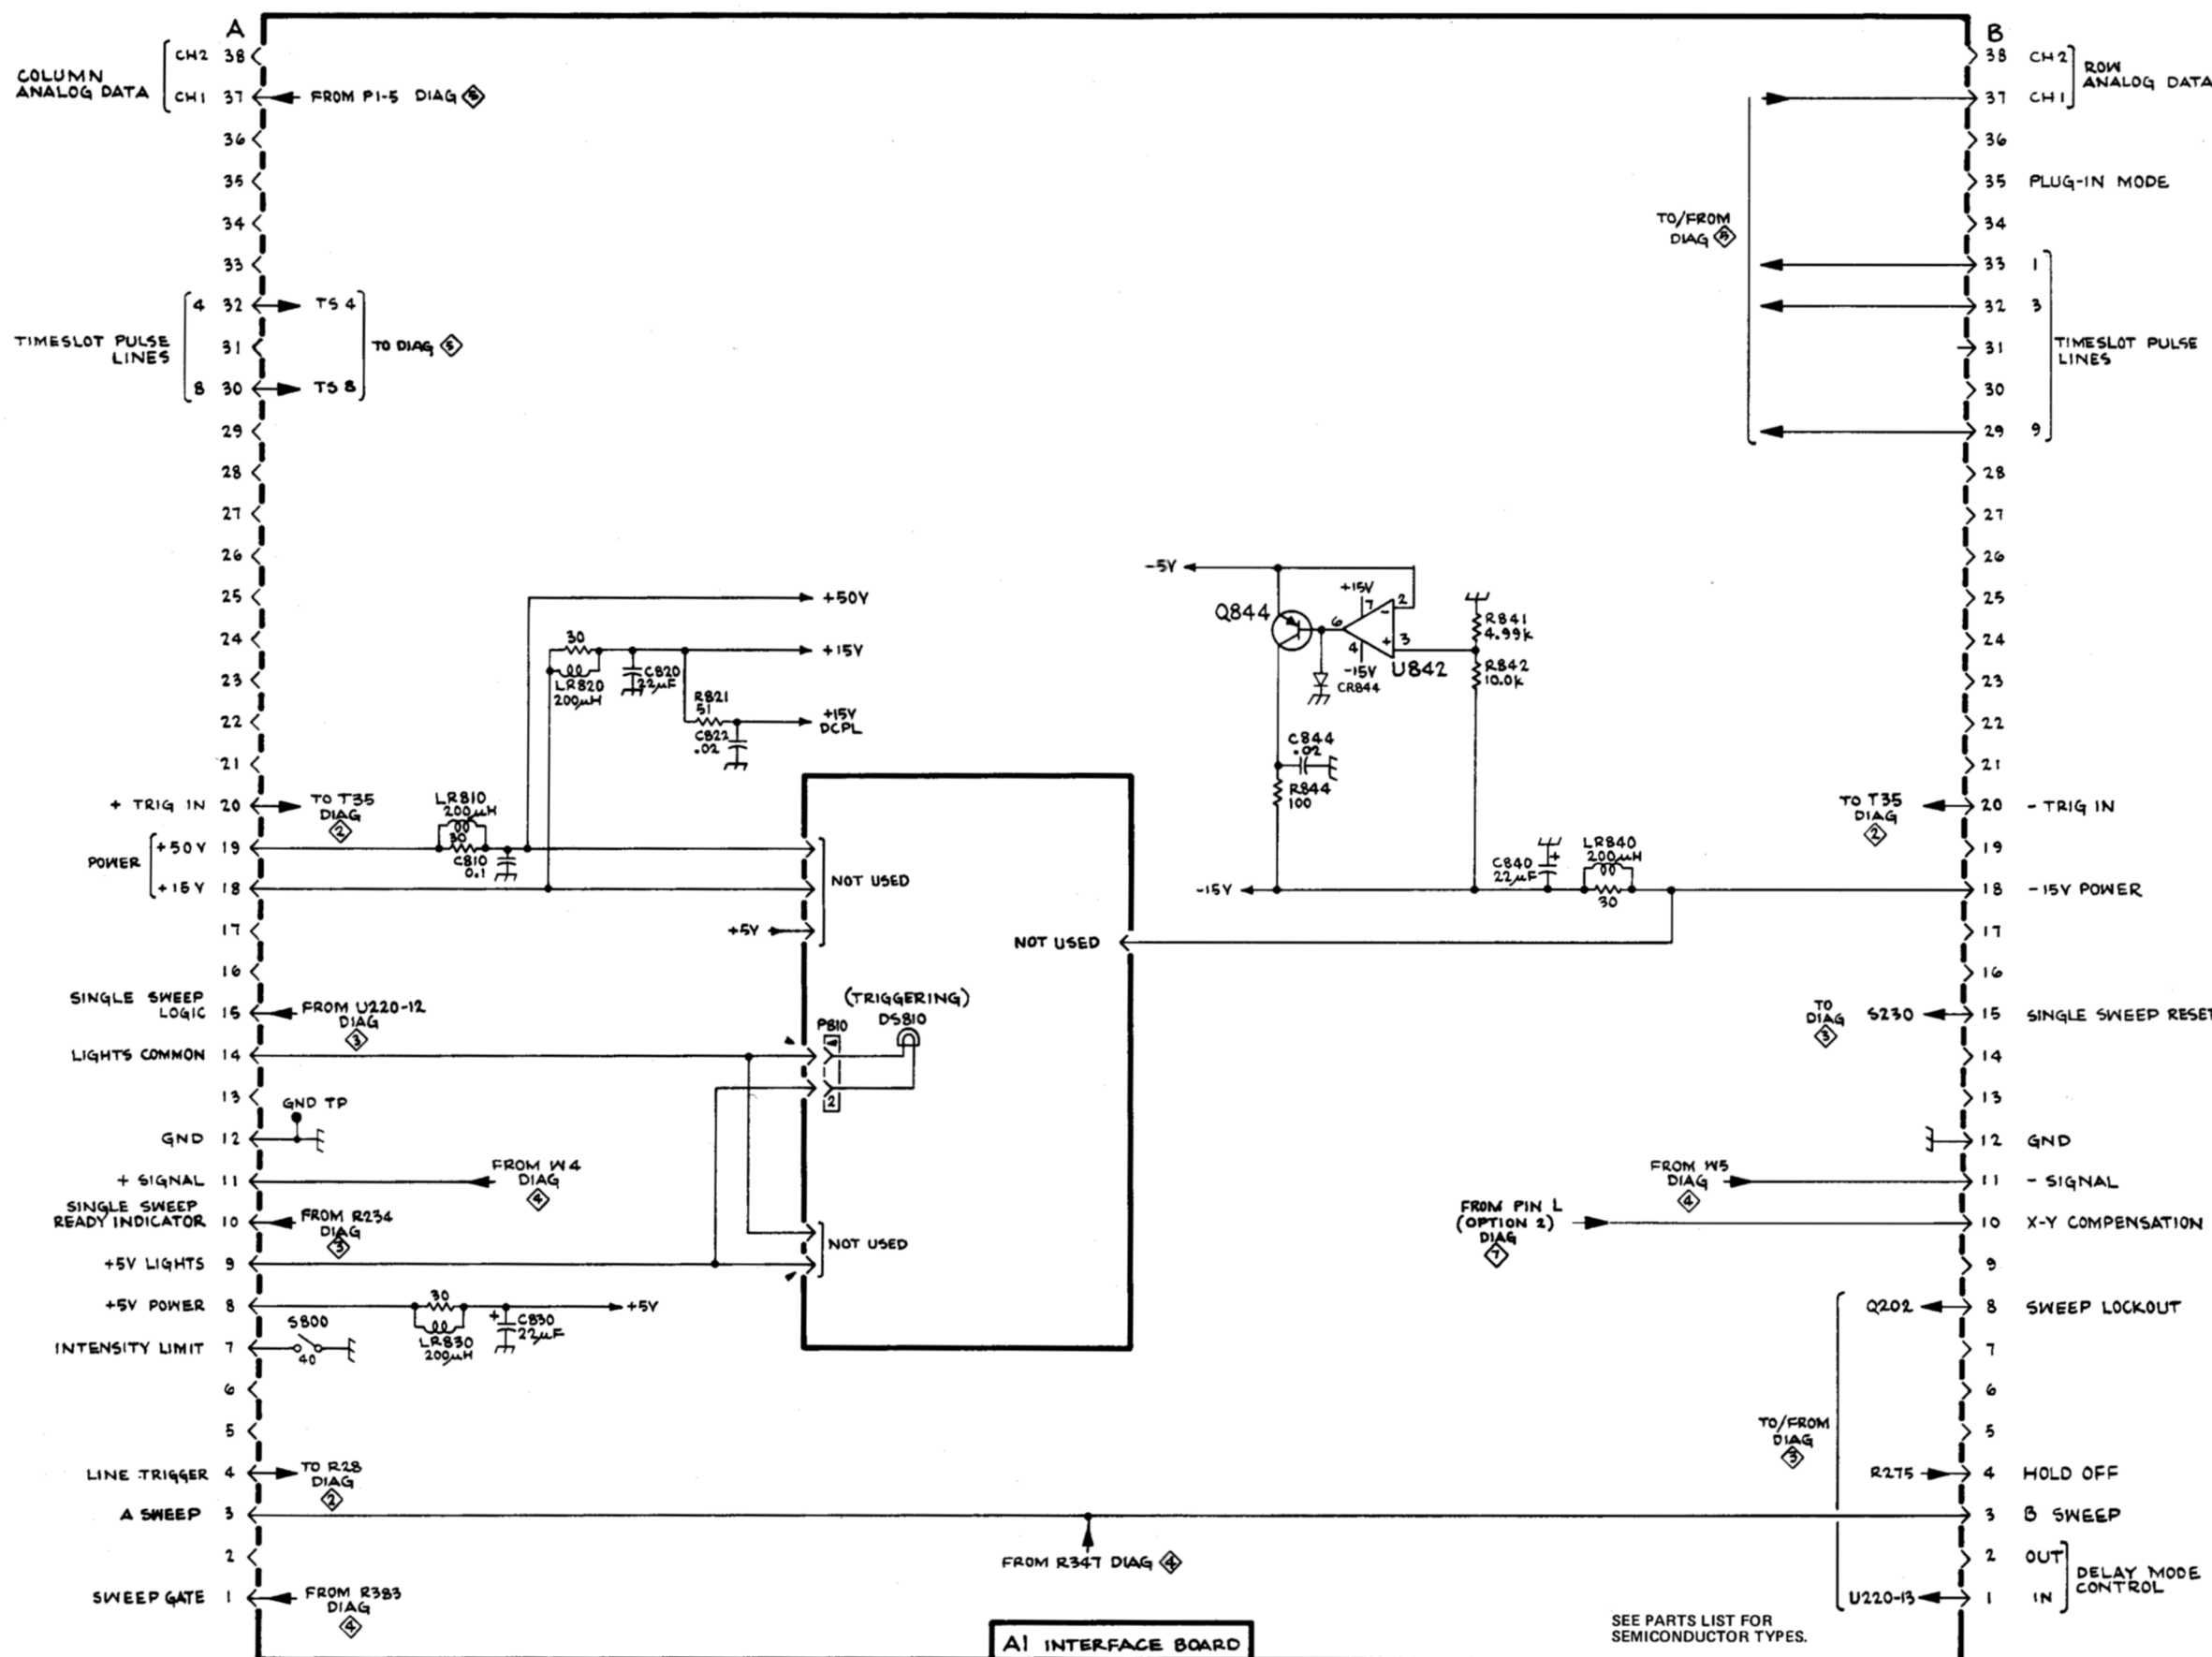 A
CH2 38
COLUMN
ANALOG DATA
CH1 37 FROM P1-5 DIAG 5
36
35
34
33
4 32 TS 4
TIMESLOT PULSE
LINES
31 TO DIAG 5
8 30 TS 8
29
28
27
26
25
24
23
22
21
+ TRIG IN 20 TO T35
DIAG
2
POWER
+50V 19
+15V 18
17
16
SINGLE SWEEP
LOGIC 15 FROM U220-12
DIAG
3
LIGHTS COMMON 14
13
GND TP
GND 12
+ SIGNAL 11 FROM W4
DIAG
4
SINGLE SWEEP
READY INDICATOR 10 FROM R234
DIAG
3
+5V LIGHTS 9
+5V POWER 8
INTENSITY LIMIT 7
S800
40
6
5
LINE TRIGGER 4 TO R28
DIAG
2
A SWEEP 3
2
SWEEP GATE 1 FROM R383
DIAG
4
+50V
30
+15V
LR820
200µH
C820
22µF
R821
51
+15V
DCPL
C822
.02
LR810
200µH
30
C810
0.1
NOT USED
+5V
NOT USED
(TRIGGERING)
DS810
P810
2
NOT USED
30
+5V
LR830
200µH
+
C830
22µF
-5V
Q844
+15V
7
2
-
6
+
3
4
-15V
U842
CR844
R841
4.99K
R842
10.0K
C844
.02
R844
100
-15V
C840
22µF
+
LR840
200µH
30
FROM R347 DIAG 4
A1 INTERFACE BOARD
B
38 CH2
ROW
ANALOG DATA
37 CH1
36
35 PLUG-IN MODE
34
TO/FROM
DIAG 5
33 1
32 3
31
TIMESLOT PULSE
LINES
30
29 9
28
27
26
25
24
23
22
21
TO T35
DIAG
2
20 - TRIG IN
19
18 -15V POWER
17
16
TO
DIAG
3
S230 15 SINGLE SWEEP RESET
14
13
12 GND
FROM W5
DIAG
4
11 - SIGNAL
FROM PIN L
(OPTION 2)
DIAG
7
10 X-Y COMPENSATION
9
Q202 8 SWEEP LOCKOUT
7
6
5
TO/FROM
DIAG
3
R275 4 HOLD OFF
3 B SWEEP
2 OUT
DELAY MODE
CONTROL
U220-13 1 IN
SEE PARTS LIST FOR
SEMICONDUCTOR TYPES.